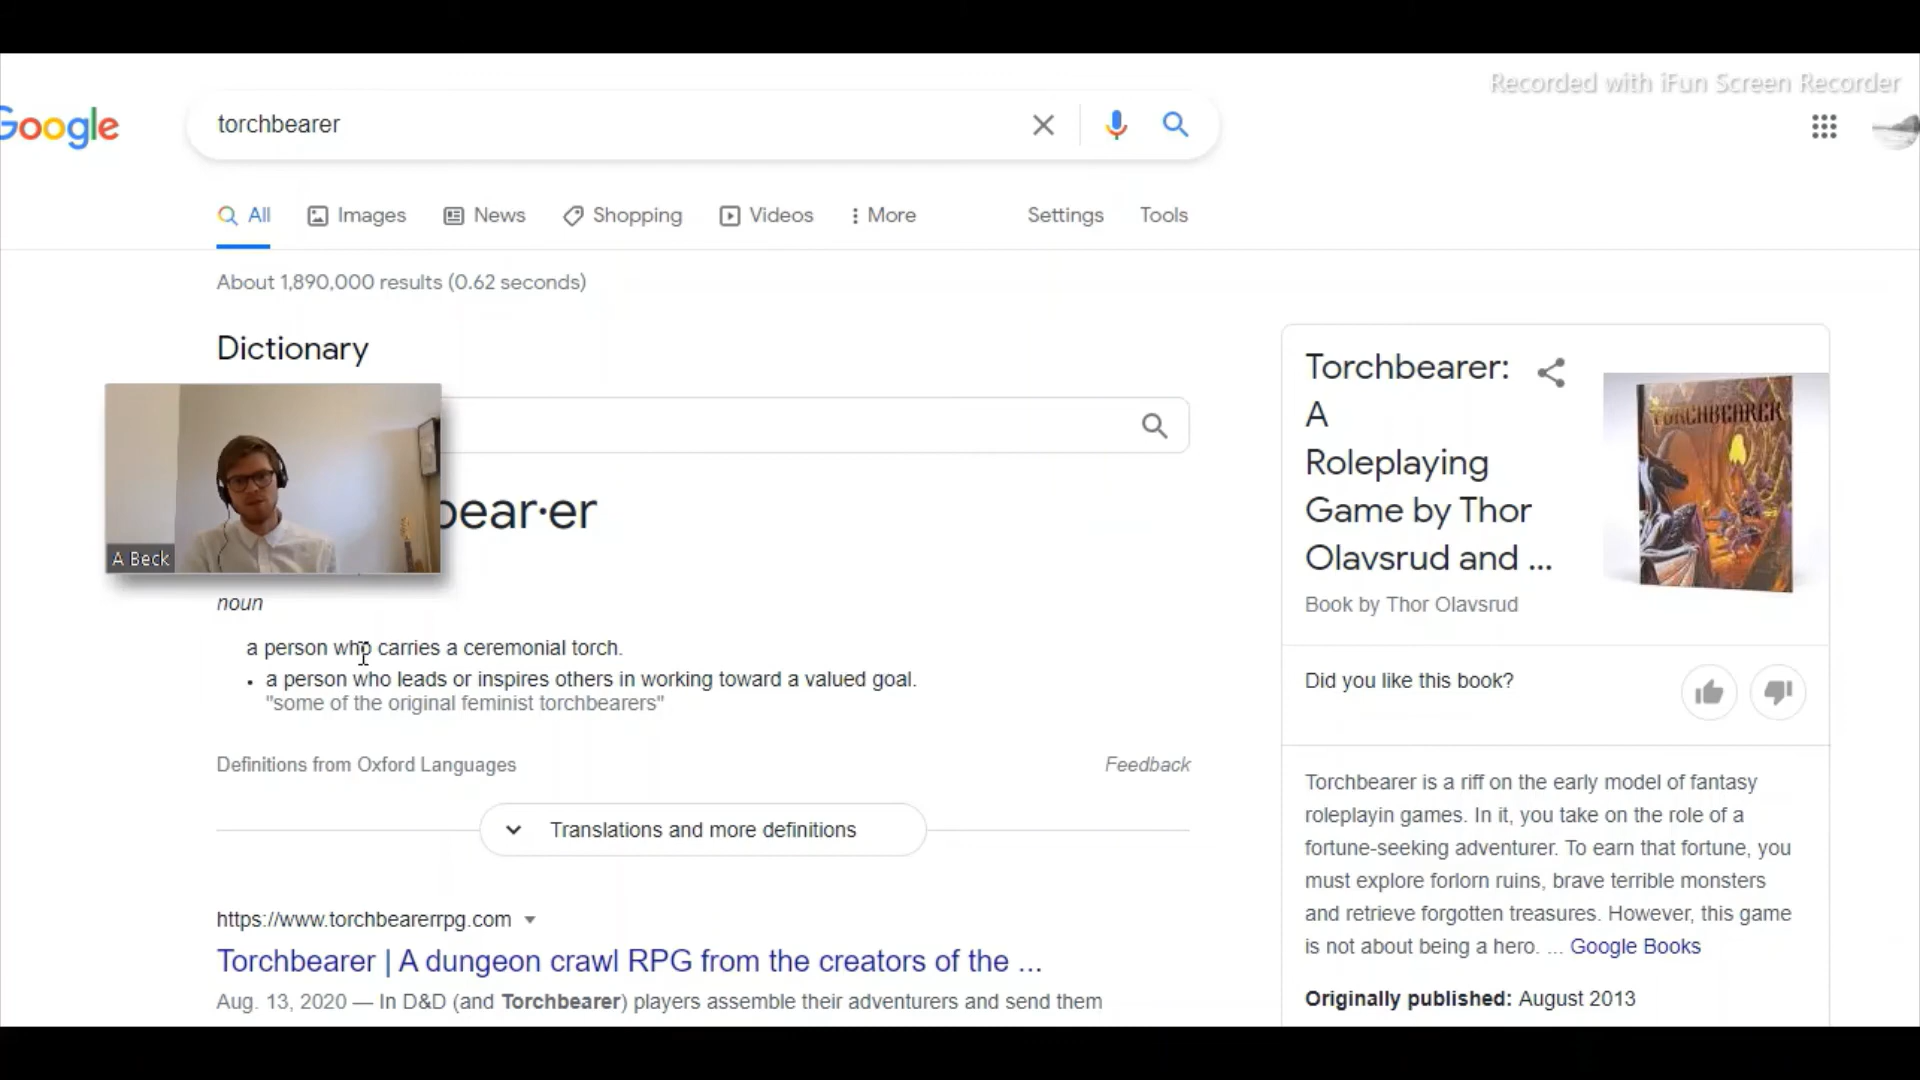 Recorded with iFun Screen Recorder
Google
torchbearer
All
Images
News
Shopping
Videos
More
Settings
Tools
About 1,890,000 results (0.62 seconds)
Dictionary
bear·er
A Beck
noun
a person who carries a ceremonial torch.
a person who leads or inspires others in working toward a valued goal.
"some of the original feminist torchbearers"
Definitions from Oxford Languages
Feedback
Translations and more definitions
https://www.torchbearerrpg.com
Torchbearer | A dungeon crawl RPG from the creators of the ...
Aug. 13, 2020 — In D&D (and Torchbearer) players assemble their adventurers and send them
Torchbearer:
A
Roleplaying
Game by Thor
Olavsrud and ...
TORCHBEARER
Book by Thor Olavsrud
Did you like this book?
Torchbearer is a riff on the early model of fantasy
roleplayin games. In it, you take on the role of a
fortune-seeking adventurer. To earn that fortune, you
must explore forlorn ruins, brave terrible monsters
and retrieve forgotten treasures. However, this game
is not about being a hero. ... Google Books
Originally published: August 2013